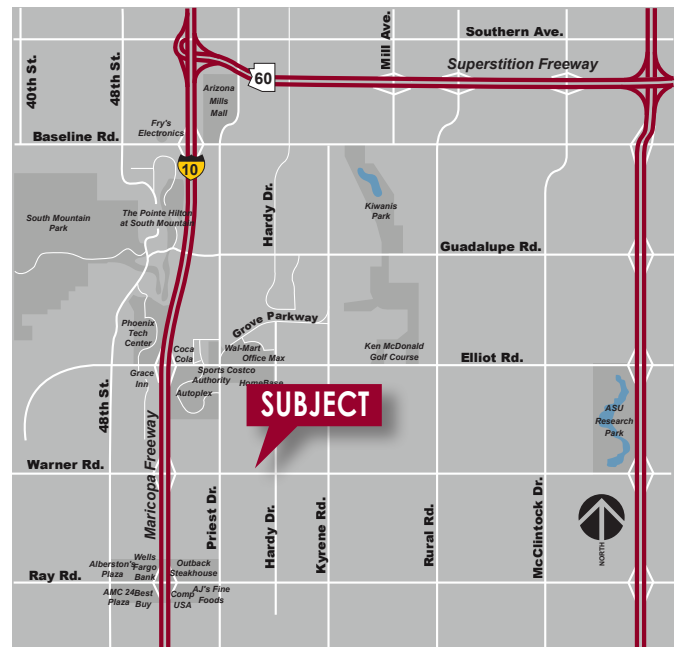 Southern Ave.
Mill Ave.
Superstition Freeway
40th St.
48th St.
60
Arizona
Mills
Mall
Fry's
Electronics
Baseline Rd.
10
South Mountain
Park
The Pointe Hilton
at South Mountain
Hardy Dr.
Kiwanis
Park
Guadalupe Rd.
Grove Parkway
Phoenix
Tech
Center
Coca
Cola
Wal-Mart
Office Max
Ken McDonald
Golf Course
Elliot Rd.
Grace
Inn
Sports Costco
Authority
HomeBase
Autoplex
SUBJECT
48th St.
ASU
Research
Park
Maricopa Freeway
Warner Rd.
Priest Dr.
Hardy Dr.
Kyrene Rd.
Rural Rd.
McClintock Dr.
NORTH
Alberston's
Plaza
Wells
Fargo
Bank
Outback
Steakhouse
Ray Rd.
AMC 24
Plaza
Best
Buy
Comp
USA
AJ's Fine
Foods